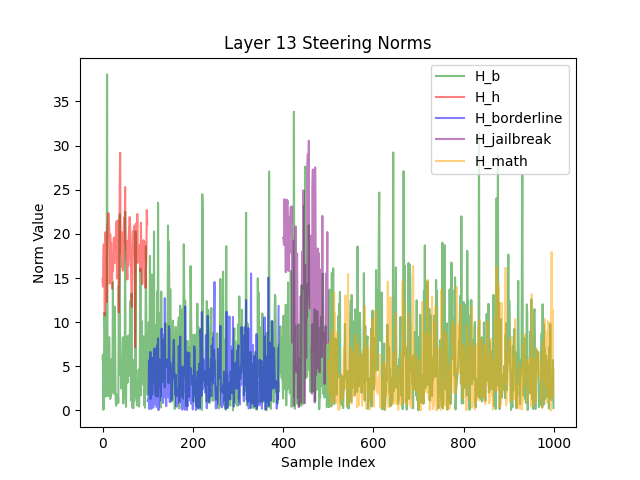 Layer 13 Steering Norms
H_b
H_h
H_borderline
H_jailbreak
H_math
Norm Value
35
30
25
20
15
10
5
0
0 200 400 600 800 1000
Sample Index